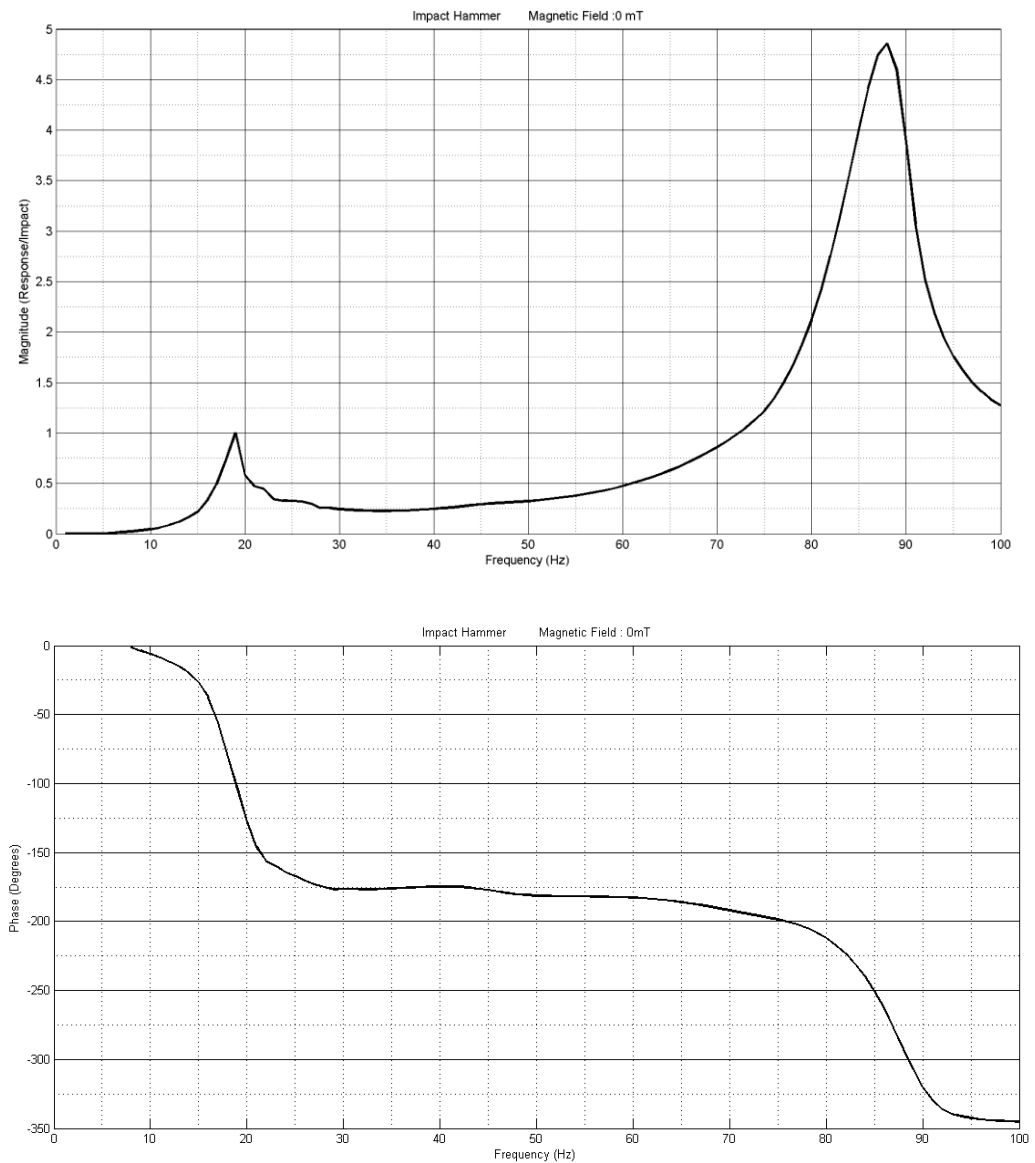 Impact Hammer Magnetic Field :0 mT
5
4.5
4
3.5
3
2.5
2
1.5
1
0.5
0
Magnitude (Response/Impact)
0 10 20 30 40 50 60 70 80 90 100
Frequency (Hz)
Impact Hammer Magnetic Field : 0mT
0
-50
-100
-150
-200
-250
-300
-350
Phase (Degrees)
0 10 20 30 40 50 60 70 80 90 100
Frequency (Hz)